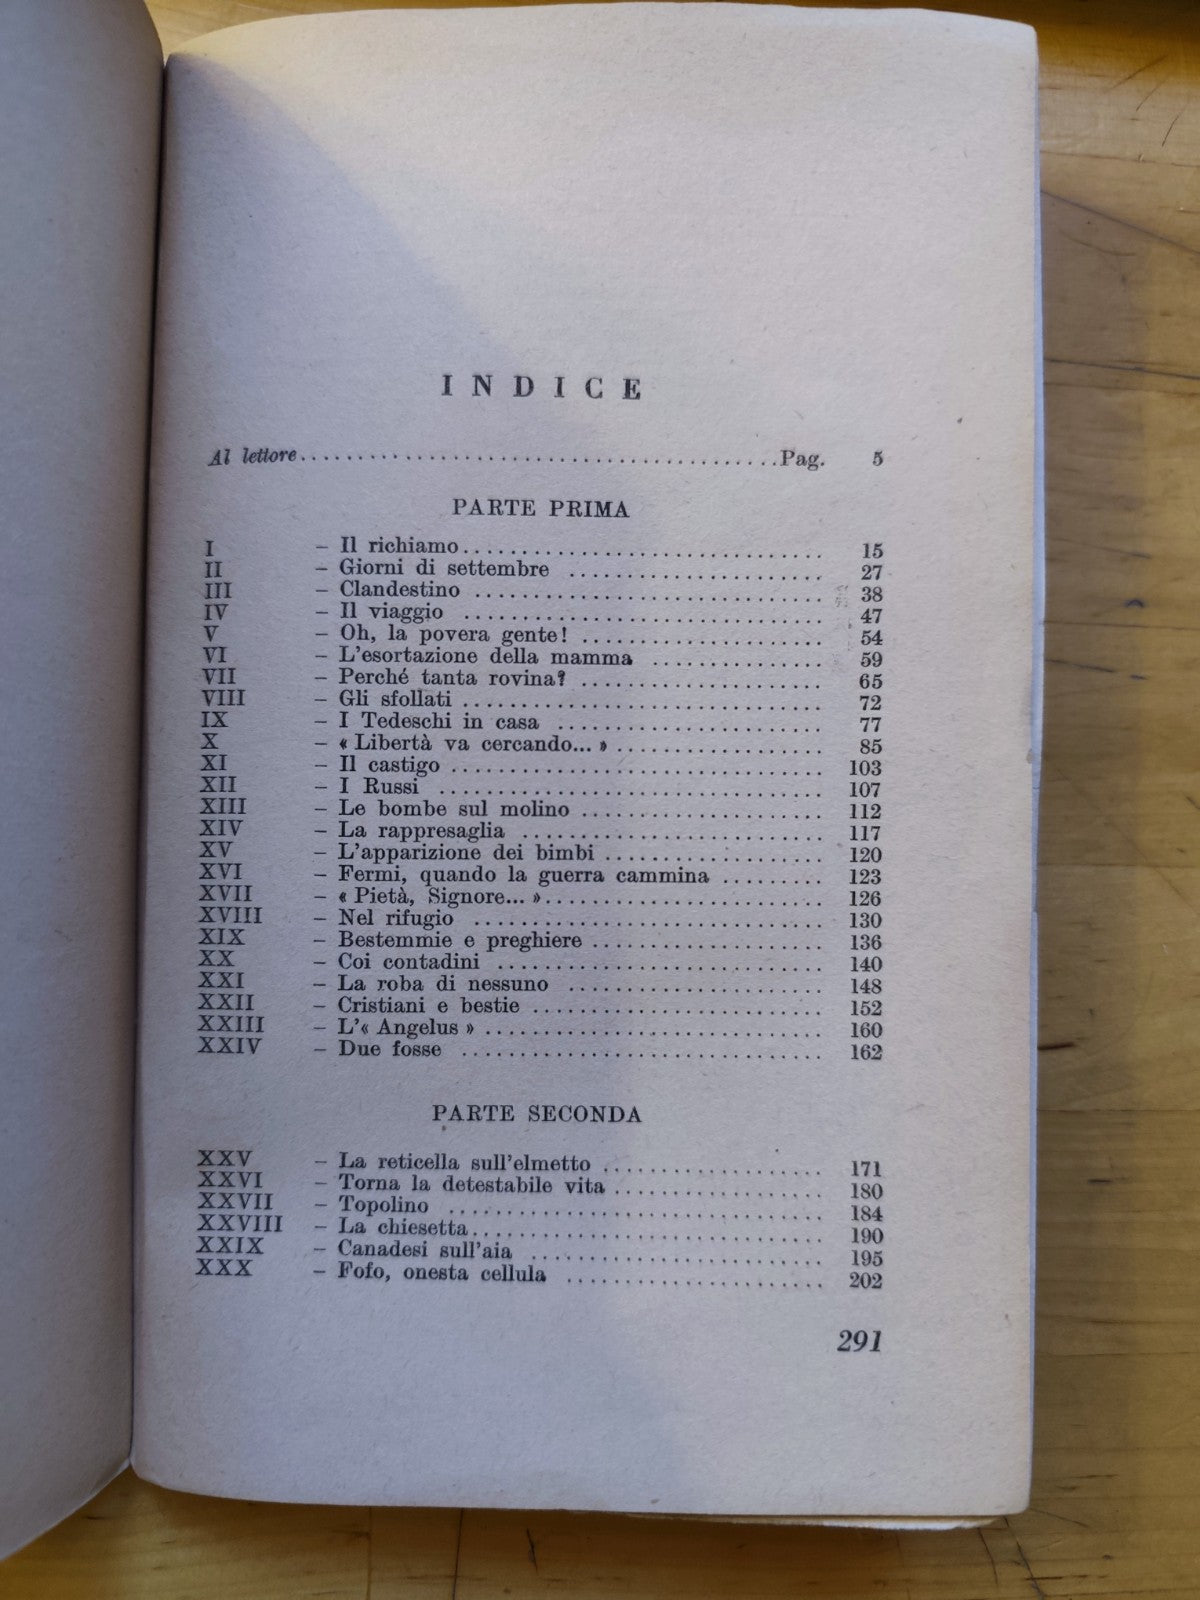 INDICE
Al lettore........................................Pag. 5
PARTE PRIMA
I – Il richiamo............................... 15
II – Giorni di settembre ...................... 27
III – Clandestino .............................. 38
IV – Il viaggio ............................... 47
V – Oh, la povera gente! ..................... 54
VI – L'esortazione della mamma ............... 59
VII – Perché tanta rovina? ..................... 65
VIII – Gli sfollati ............................... 72
IX – I Tedeschi in casa ....................... 77
X – « Libertà va cercando... » .................. 85
XI – Il castigo ................................ 103
XII – I Russi ................................. 107
XIII – Le bombe sul molino ..................... 112
XIV – La rappresaglia .......................... 117
XV – L'apparizione dei bimbi ................... 120
XVI – Fermi, quando la guerra cammina ......... 123
XVII – « Pietà, Signore... »........................ 126
XVIII – Nel rifugio .............................. 130
XIX – Bestemmie e preghiere .................... 136
XX – Coi contadini ............................ 140
XXI – La roba di nessuno ...................... 148
XXII – Cristiani e bestie ......................... 152
XXIII – L'« Angelus » ............................. 160
XXIV – Due fosse ............................... 162
PARTE SECONDA
XXV – La reticella sull'elmetto ................... 171
XXVI – Torna la detestabile vita .................. 180
XXVII – Topolino ................................ 184
XXVIII – La chiesetta.............................. 190
XXIX – Canadesi sull'aia ......................... 195
XXX – Fofo, onesta cellula ...................... 202
291